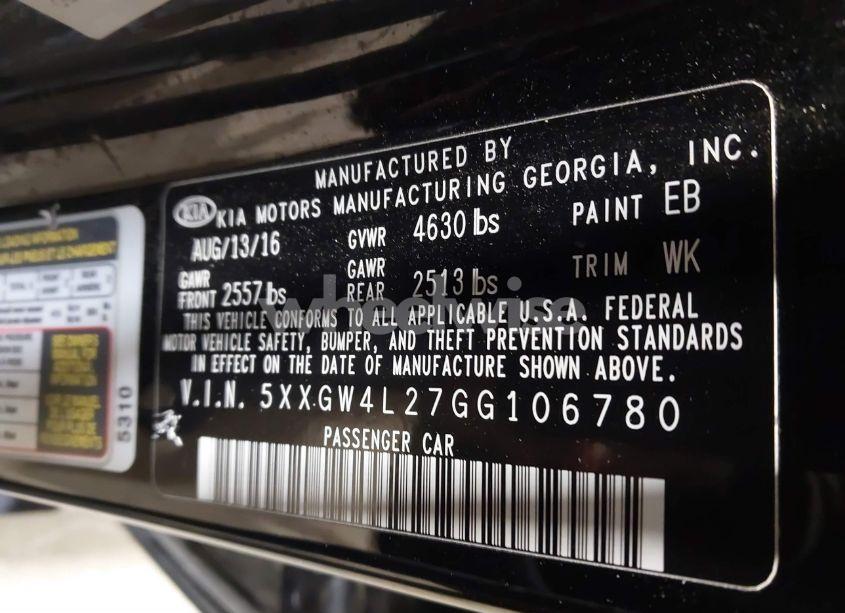 MANUFACTURED BY
KIA KIA MOTORS MANUFACTURING GEORGIA, INC.
AUG/13/16 GVWR 4630 lbs PAINT EB
GAWR FRONT 2557 lbs GAWR REAR 2513 lbs TRIM WK
THIS VEHICLE CONFORMS TO ALL APPLICABLE U.S.A. FEDERAL
MOTOR VEHICLE SAFETY, BUMPER, AND THEFT PREVENTION STANDARDS
IN EFFECT ON THE DATE OF MANUFACTURE SHOWN ABOVE.
V.I.N. 5XXGW4L27GG106780
PASSENGER CAR
5310
wheelwise